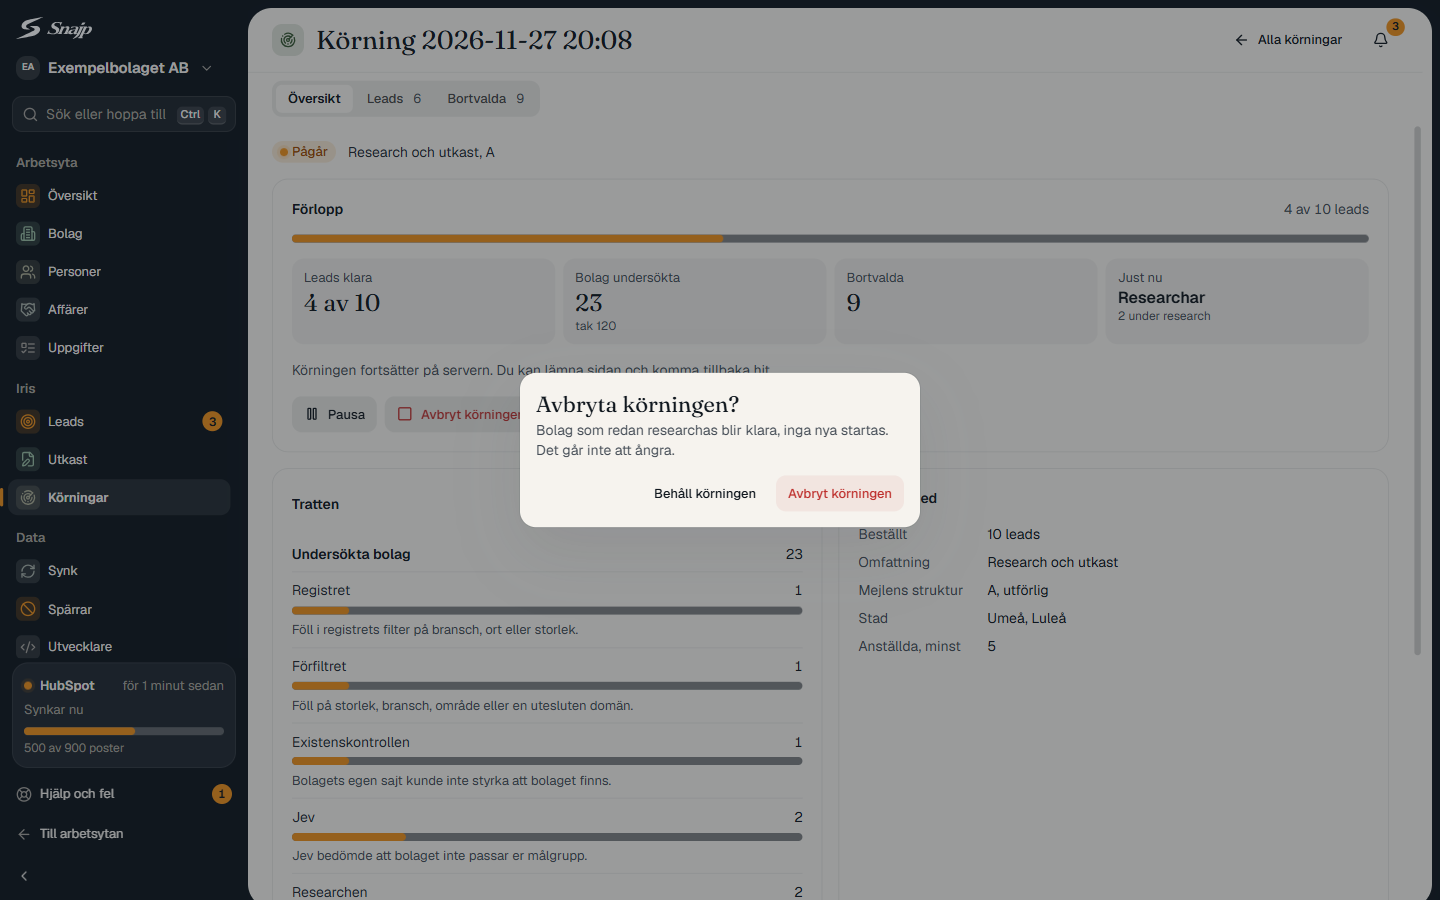 Snajp
EA Exempelbolaget AB
Sök eller hoppa till Ctrl K
Arbetsyta
Översikt
Bolag
Personer
Affärer
Uppgifter
Iris
Leads 3
Utkast
Körningar
Data
Synk
Spärrar
Utvecklare
HubSpot för 1 minut sedan
Synkar nu
500 av 900 poster
Hjälp och fel 1
Till arbetsytan
Körning 2026-11-27 20:08
Alla körningar
3
Översikt Leads 6 Bortvalda 9
Pågår Research och utkast, A
Förlopp 4 av 10 leads
Leads klara
4 av 10
Bolag undersökta
23
tak 120
Bortvalda
9
Just nu
Researchar
2 under research
Körningen fortsätter på servern. Du kan lämna sidan och komma tillbaka hit.
Pausa Avbryt körningen
Avbryta körningen?
Bolag som redan researchas blir klara, inga nya startas.
Det går inte att ångra.
Behåll körningen Avbryt körningen
Tratten
Undersökta bolag 23
Registret 1
Föll i registrets filter på bransch, ort eller storlek.
Förfiltret 1
Föll på storlek, bransch, område eller en utesluten domän.
Existenskontrollen 1
Bolagets egen sajt kunde inte styrka att bolaget finns.
Jev 2
Jev bedömde att bolaget inte passar er målgrupp.
Researchen 2
ed
Beställt 10 leads
Omfattning Research och utkast
Mejlens struktur A, utförlig
Stad Umeå, Luleå
Anställda, minst 5